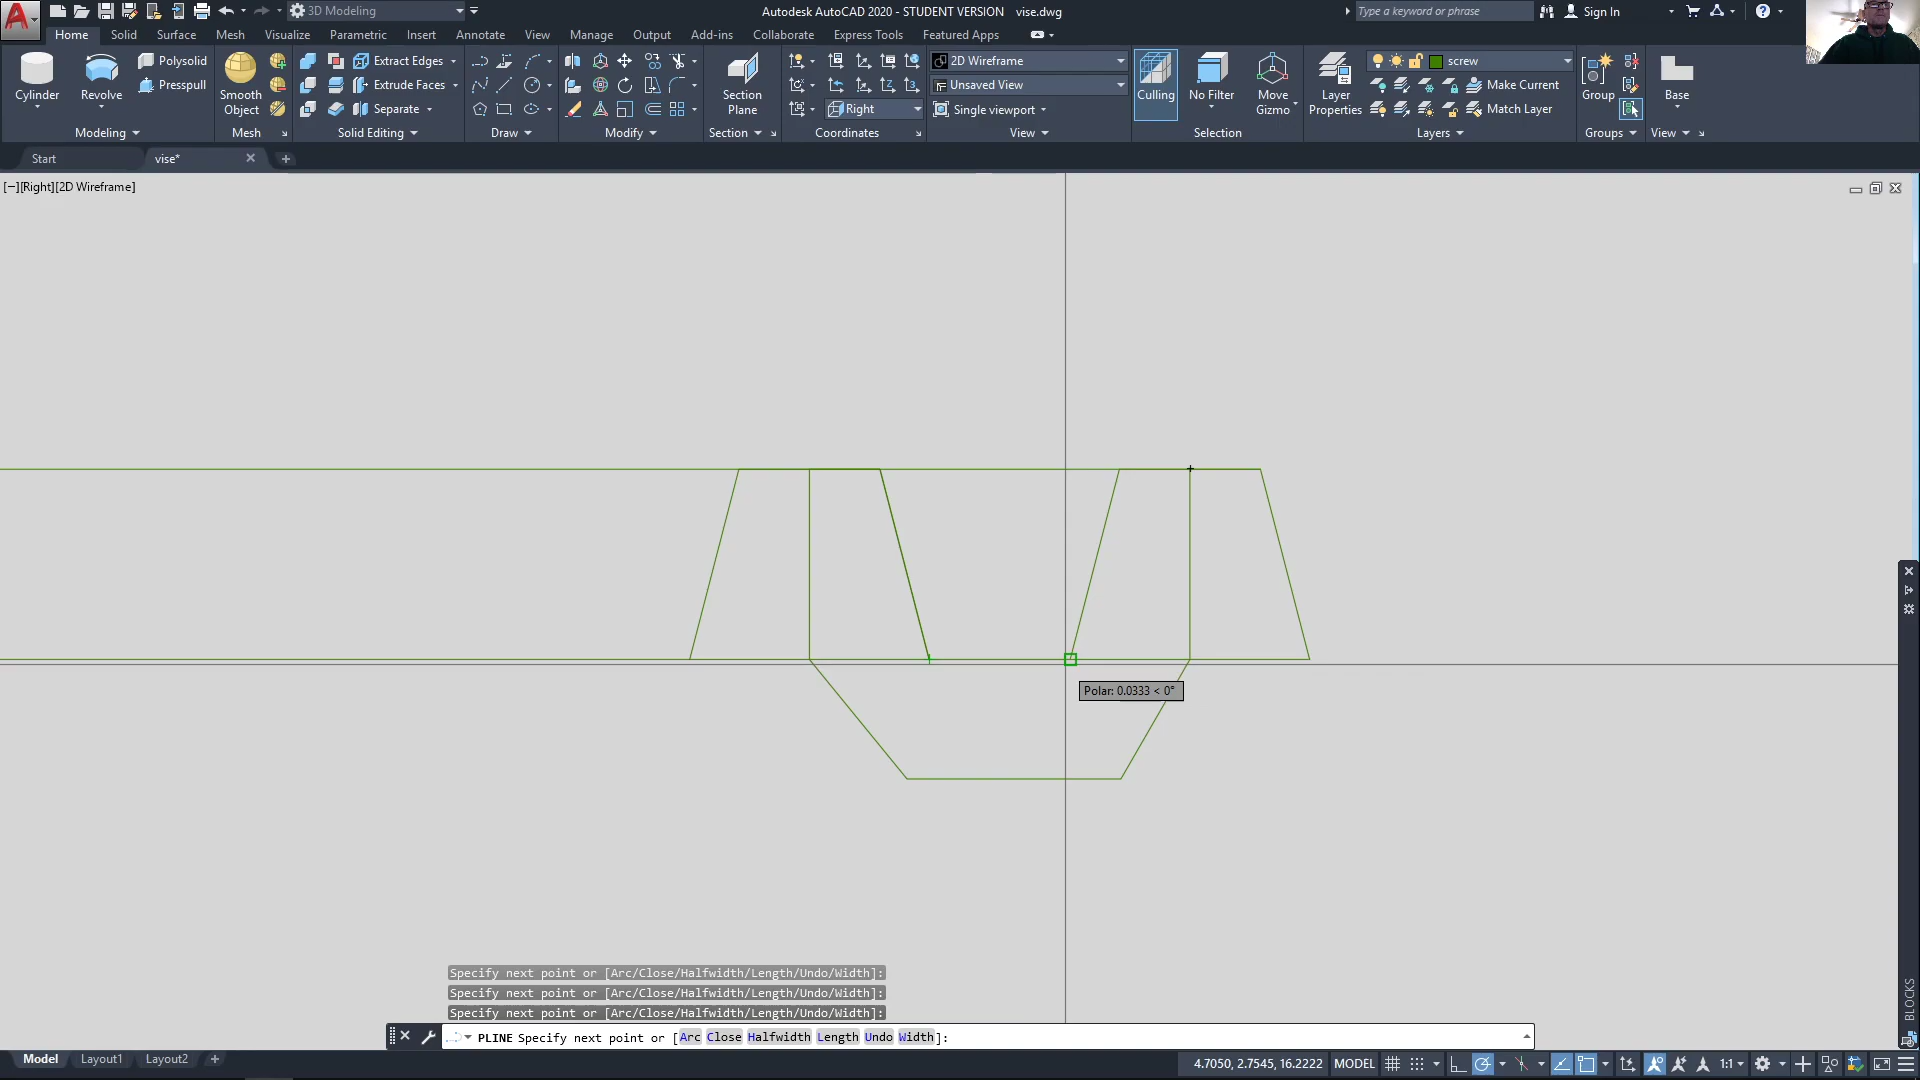 3D Modeling
Autodesk AutoCAD 2020 - STUDENT VERSION vise.dwg
Type a keyword or phrase
Sign In
Home Solid Surface Mesh Visualize Parametric Insert Annotate View Manage Output Add-ins Collaborate Express Tools Featured Apps
Polysolid Extract Edges 2D Wireframe screw
Presspull Extrude Faces Unsaved View Make Current
Cylinder Revolve Smooth Object Separate Section Plane Right Single viewport Culling No Filter Move Gizmo Layer Properties Match Layer Group Base
Modeling Mesh Solid Editing Draw Modify Section Coordinates View Selection Layers Groups View
Start vise*
[−][Right][2D Wireframe]
Polar: 0.0333 < 0°
Specify next point or [Arc/Close/Halfwidth/Length/Undo/Width]:
Specify next point or [Arc/Close/Halfwidth/Length/Undo/Width]:
Specify next point or [Arc/Close/Halfwidth/Length/Undo/Width]:
PLINE Specify next point or [Arc Close Halfwidth Length Undo Width]:
BLOCKS
Model Layout1 Layout2
4.7050, 2.7545, 16.2222 MODEL 1:1